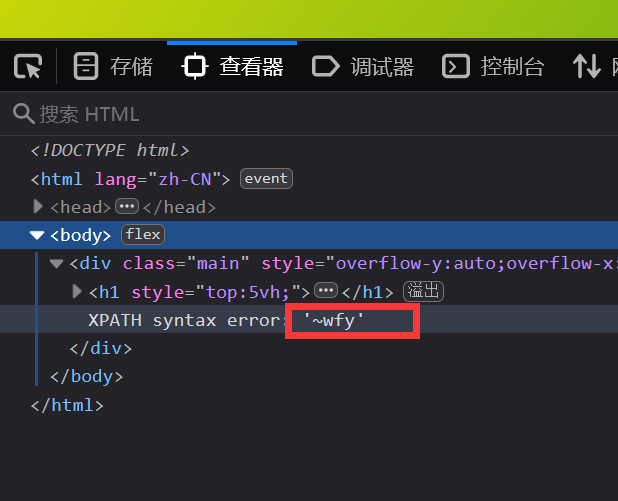 存储 查看器 调试器 控制台
搜索 HTML
<!DOCTYPE html>
<html lang="zh-CN"> event
<head>•••</head>
<body> flex
<div class="main" style="overflow-y:auto;overflow-x:
<h1 style="top:5vh;">•••</h1> 溢出
XPATH syntax error: '~wfy'
</div>
</body>
</html>